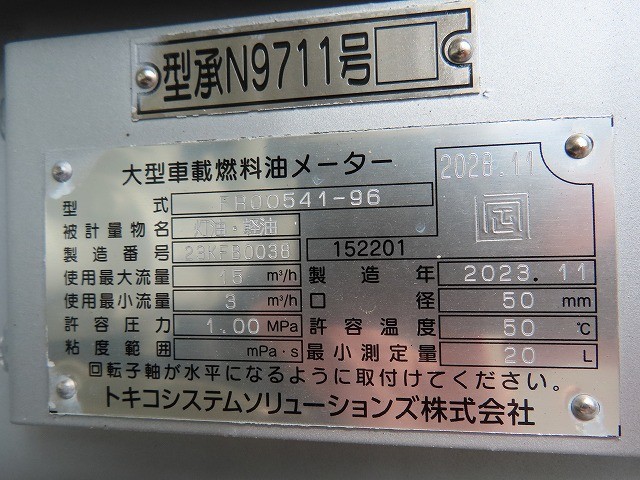 型承N9711号
大型車載燃料油メーター
2028.11
型式 FH00541-96
被計量物名 灯油・軽油
製造番号 23KFB0038 152201
使用最大流量 15 m³/h 製造年 2023.11
使用最小流量 3 m³/h 口径 50 mm
許容圧力 1.00 MPa 許容温度 50 ℃
粘度範囲 mPa・s 最小測定量 20 L
回転子軸が水平になるように取付けてください。
トキコシステムソリューションズ株式会社